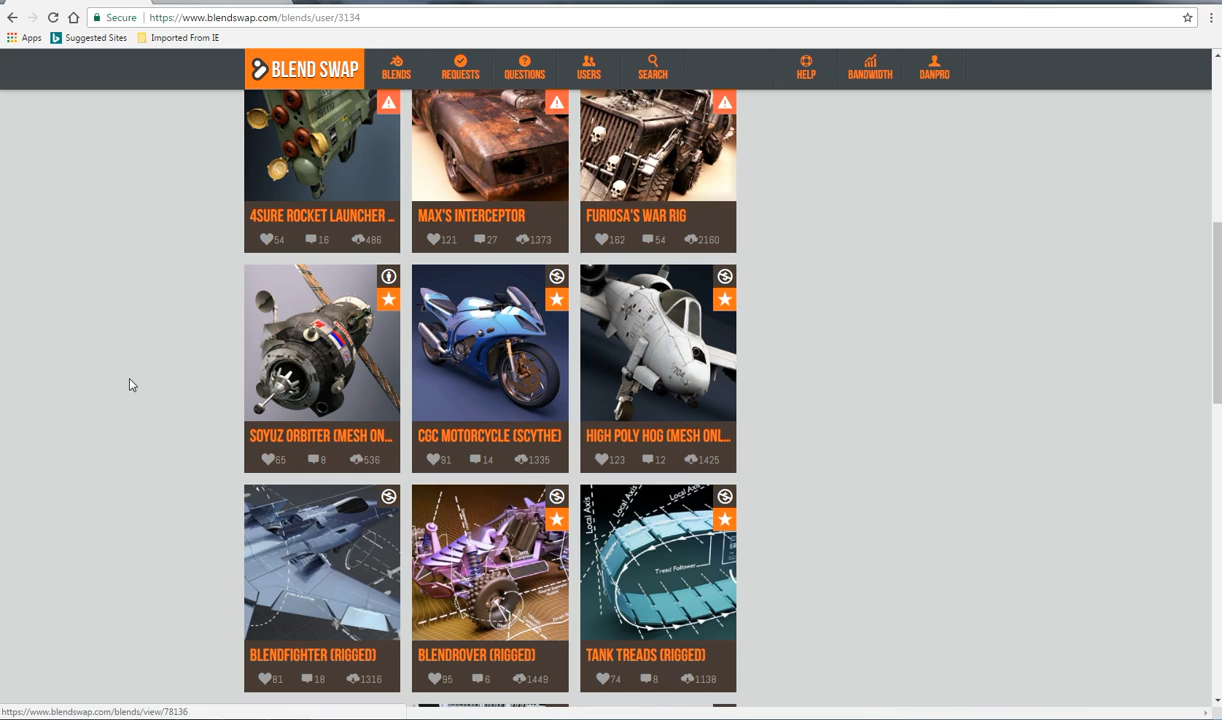 Secure
https://www.blendswap.com/blends/user/3134
Apps
Suggested Sites
Imported From IE
BLEND SWAP
BLENDS
REQUESTS
QUESTIONS
USERS
SEARCH
HELP
BANDWIDTH
DANPRO
4SURE ROCKET LAUNCHER ...
54 16 486
MAX'S INTERCEPTOR
121 27 1373
FURIOSA'S WAR RIG
162 54 2160
SOYUZ ORBITER (MESH ON...
65 8 536
CGC MOTORCYCLE (SCYTHE)
91 14 1335
704
HIGH POLY HOG (MESH ONL...
123 12 1425
BLENDFIGHTER (RIGGED)
81 18 1316
BLENDROVER (RIGGED)
95 6 1449
Local Axis
Local Axis
Local Axis
Tread Follower
TANK TREADS (RIGGED)
74 8 1138
https://www.blendswap.com/blends/view/78136